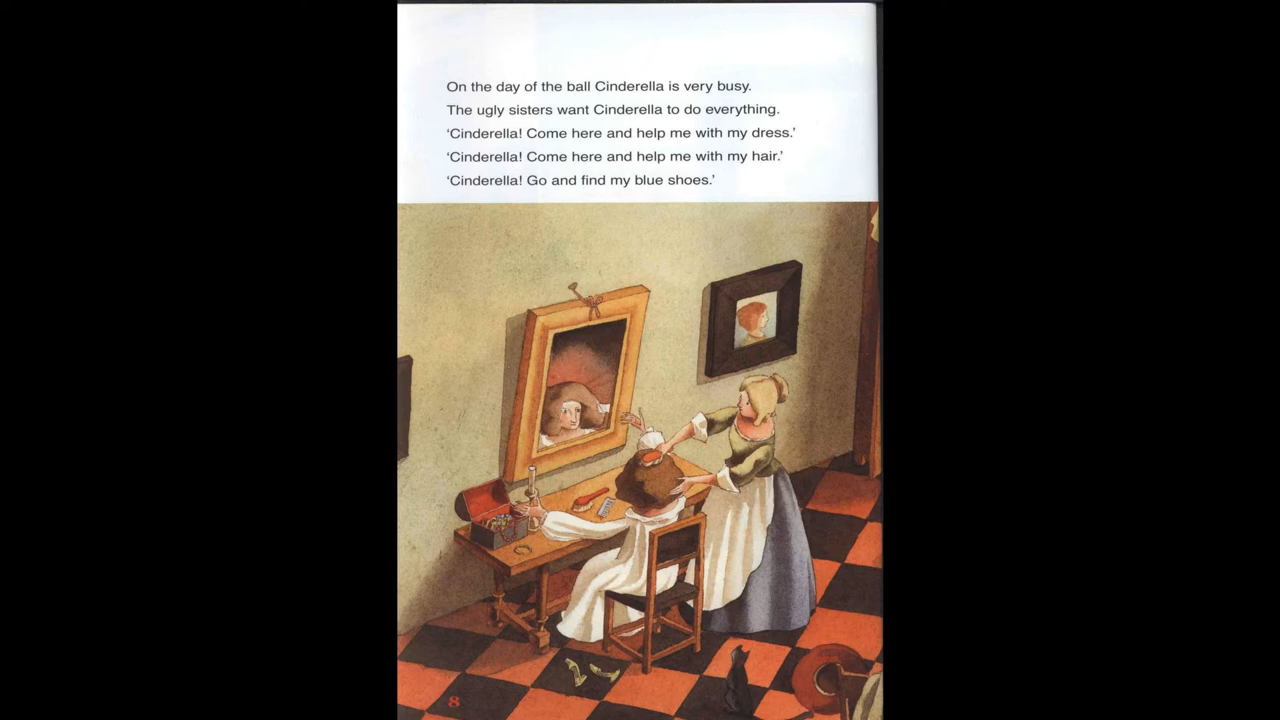 On the day of the ball Cinderella is very busy.
The ugly sisters want Cinderella to do everything.
‘Cinderella! Come here and help me with my dress.’
‘Cinderella! Come here and help me with my hair.’
‘Cinderella! Go and find my blue shoes.’
8